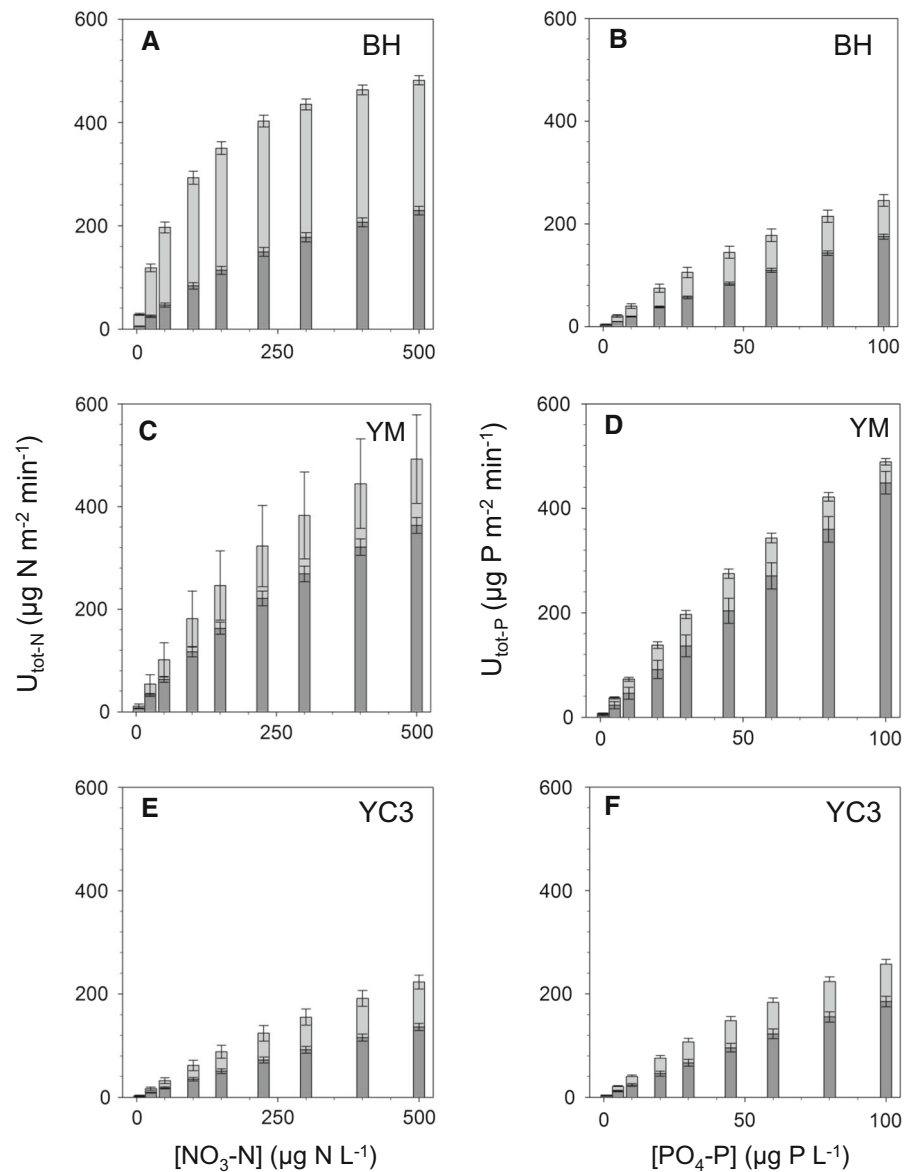 600
A
BH
400
200
0
0
250
500
600
B
BH
400
200
0
0
50
100
600
C
YM
400
200
0
0
250
500
600
D
YM
400
200
0
0
50
100
600
E
YC3
400
200
0
0
250
500
600
F
YC3
400
200
0
0
50
100
U_tot-N (µg N m⁻² min⁻¹)
U_tot-P (µg P m⁻² min⁻¹)
[NO₃-N] (µg N L⁻¹)
[PO₄-P] (µg P L⁻¹)